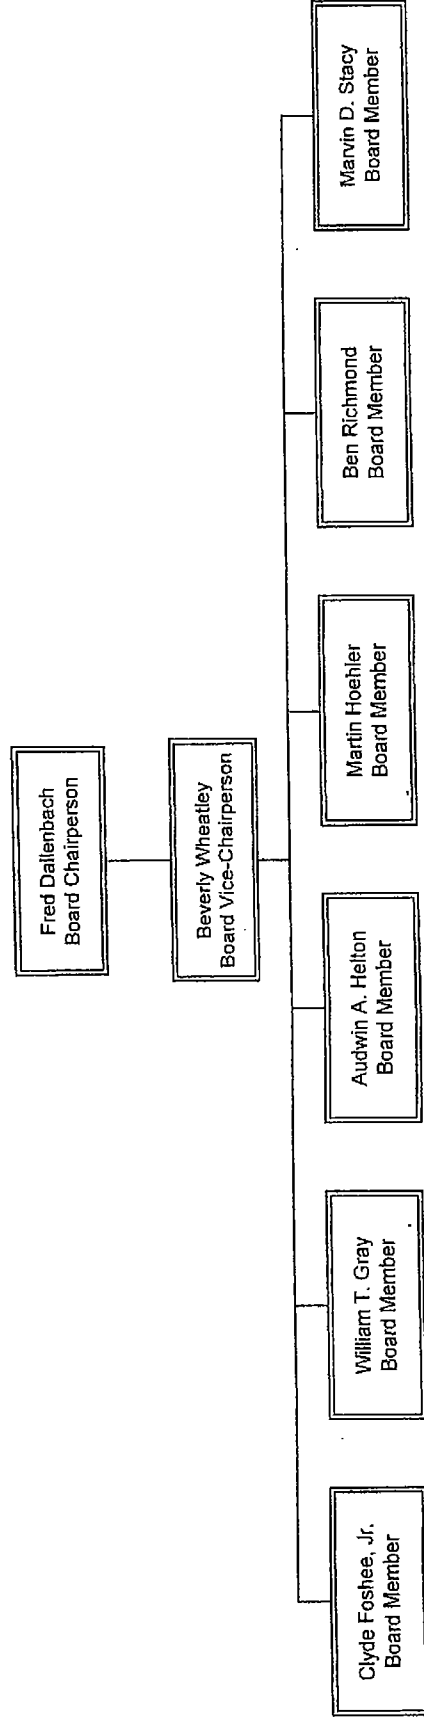 Fred Dallenbach
Board Chairperson
Beverly Wheatley
Board Vice-Chairperson
Clyde Foshee, Jr.
Board Member
William T. Gray
Board Member
Audwin A. Helton
Board Member
Martin Hoehler
Board Member
Ben Richmond
Board Member
Marvin D. Stacy
Board Member